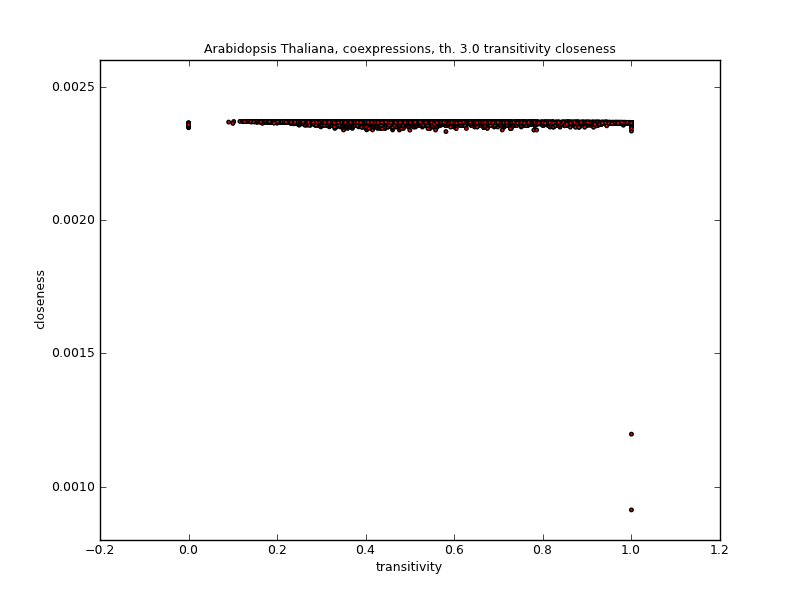 Arabidopsis Thaliana, coexpressions, th. 3.0 transitivity closeness
0.0025
0.0020
closeness
0.0015
0.0010
−0.2 0.0 0.2 0.4 0.6 0.8 1.0 1.2
transitivity